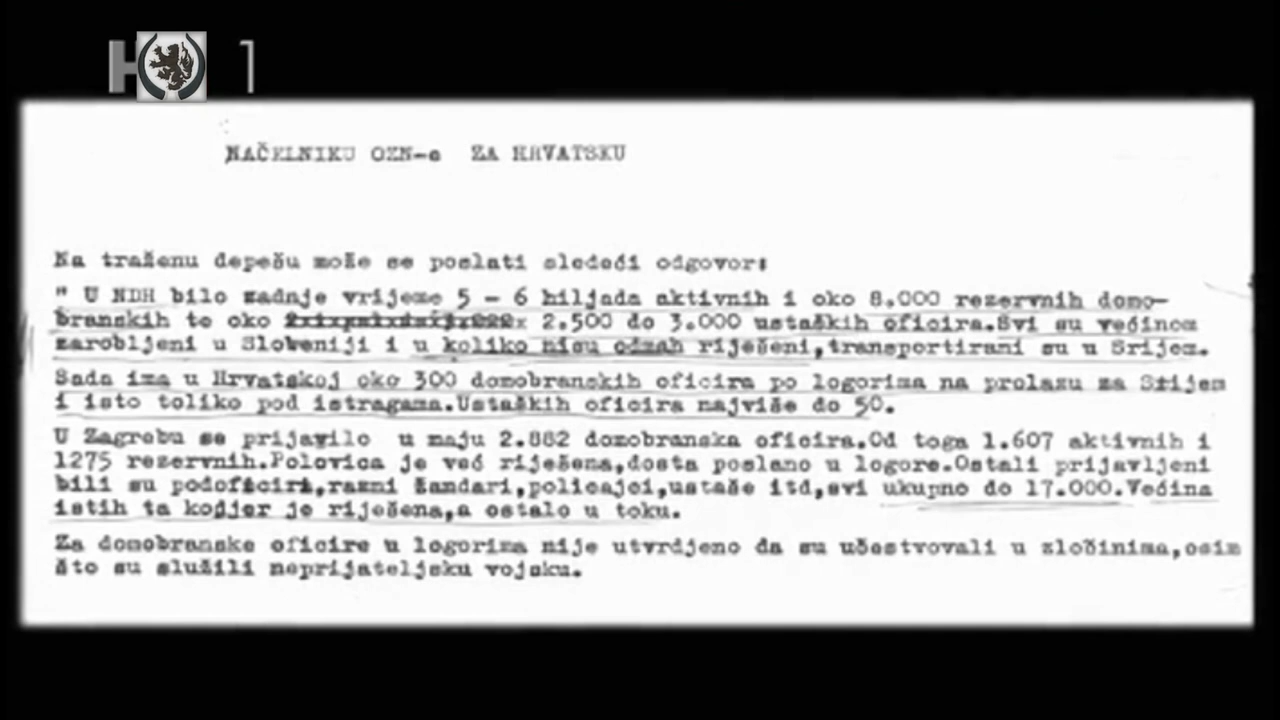 H 1
NAČELNIKU OZN-e ZA HRVATSKU
Na traženu depešu može se poslati sledeći odgovor:
" U NDH bilo zadnje vrijeme 5 - 6 hiljada aktivnih i oko 8.000 rezervnih domo-
branskih te oko 2.500 do 3.000 ustaških oficira.Svi su većinom
zarobljeni u Sloveniji i u koliko nisu odmah riješeni,transportirani su u Srijem.
Sada ima u Hrvatskoj oko 300 domobranskih oficira po logorima na prolazu za Srijem
i isto toliko pod istragama.Ustaških oficira najviše do 50.
U Zagrebu se prijavilo u maju 2.882 domobranska oficira.Od toga 1.607 aktivnih i
1275 rezervnih.Polovica je već riješena,dosta poslano u logore.Ostali prijavljeni
bili su podoficiri,razni žandari,policajci,ustaše itd,svi ukupno do 17.000.Većina
istih ta kodjer je riješena,a ostalo u toku.
Za domobranske oficire u logorima nije utvrdjeno da su učestvovali u zločinima,osim
što su služili neprijateljsku vojsku.